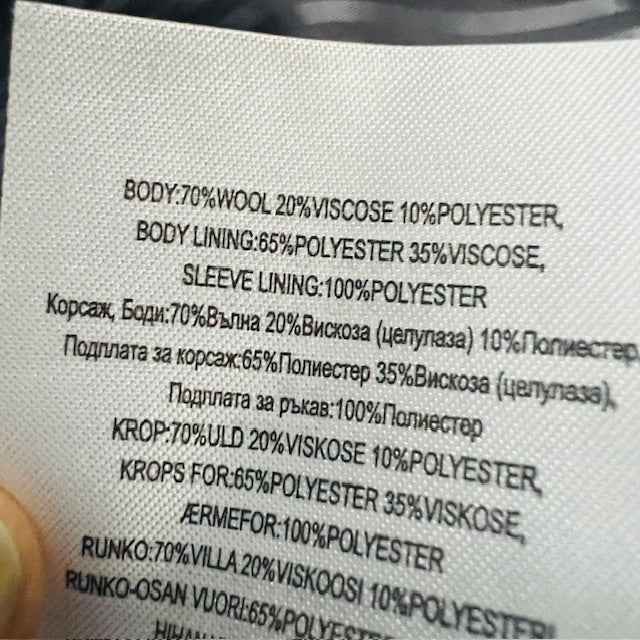 BODY:70%WOOL 20%VISCOSE 10%POLYESTER,
BODY LINING:65%POLYESTER 35%VISCOSE,
SLEEVE LINING:100%POLYESTER
Корсаж, Боди:70%Вълна 20%Вискоза (целулаза) 10%Полиестер,
Подплата за корсаж:65%Полиестер 35%Вискоза (целулаза),
Подплата за ръкав:100%Полиестер
KROP:70%ULD 20%VISKOSE 10%POLYESTER,
KROPS FOR:65%POLYESTER 35%VISKOSE,
ÆRMEFOR:100%POLYESTER
RUNKO:70%VILLA 20%VISKOOSI 10%POLYESTERI,
RUNKO-OSAN VUORI:65%POLYESTE